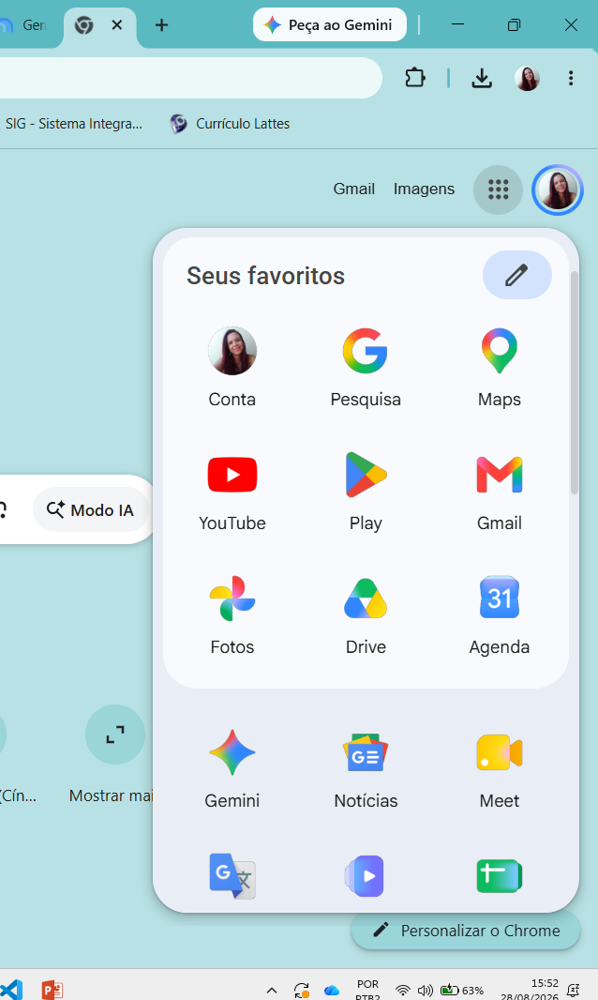 Gen
Peça ao Gemini
SIG - Sistema Integra...
Currículo Lattes
Gmail
Imagens
Seus favoritos
Conta
Pesquisa
Maps
YouTube
Play
Gmail
Fotos
Drive
31
Agenda
Modo IA
(Cín...
Mostrar mai
Gemini
GE
Notícias
Meet
G
Personalizar o Chrome
POR
PTB2
63%
15:52
28/08/2026